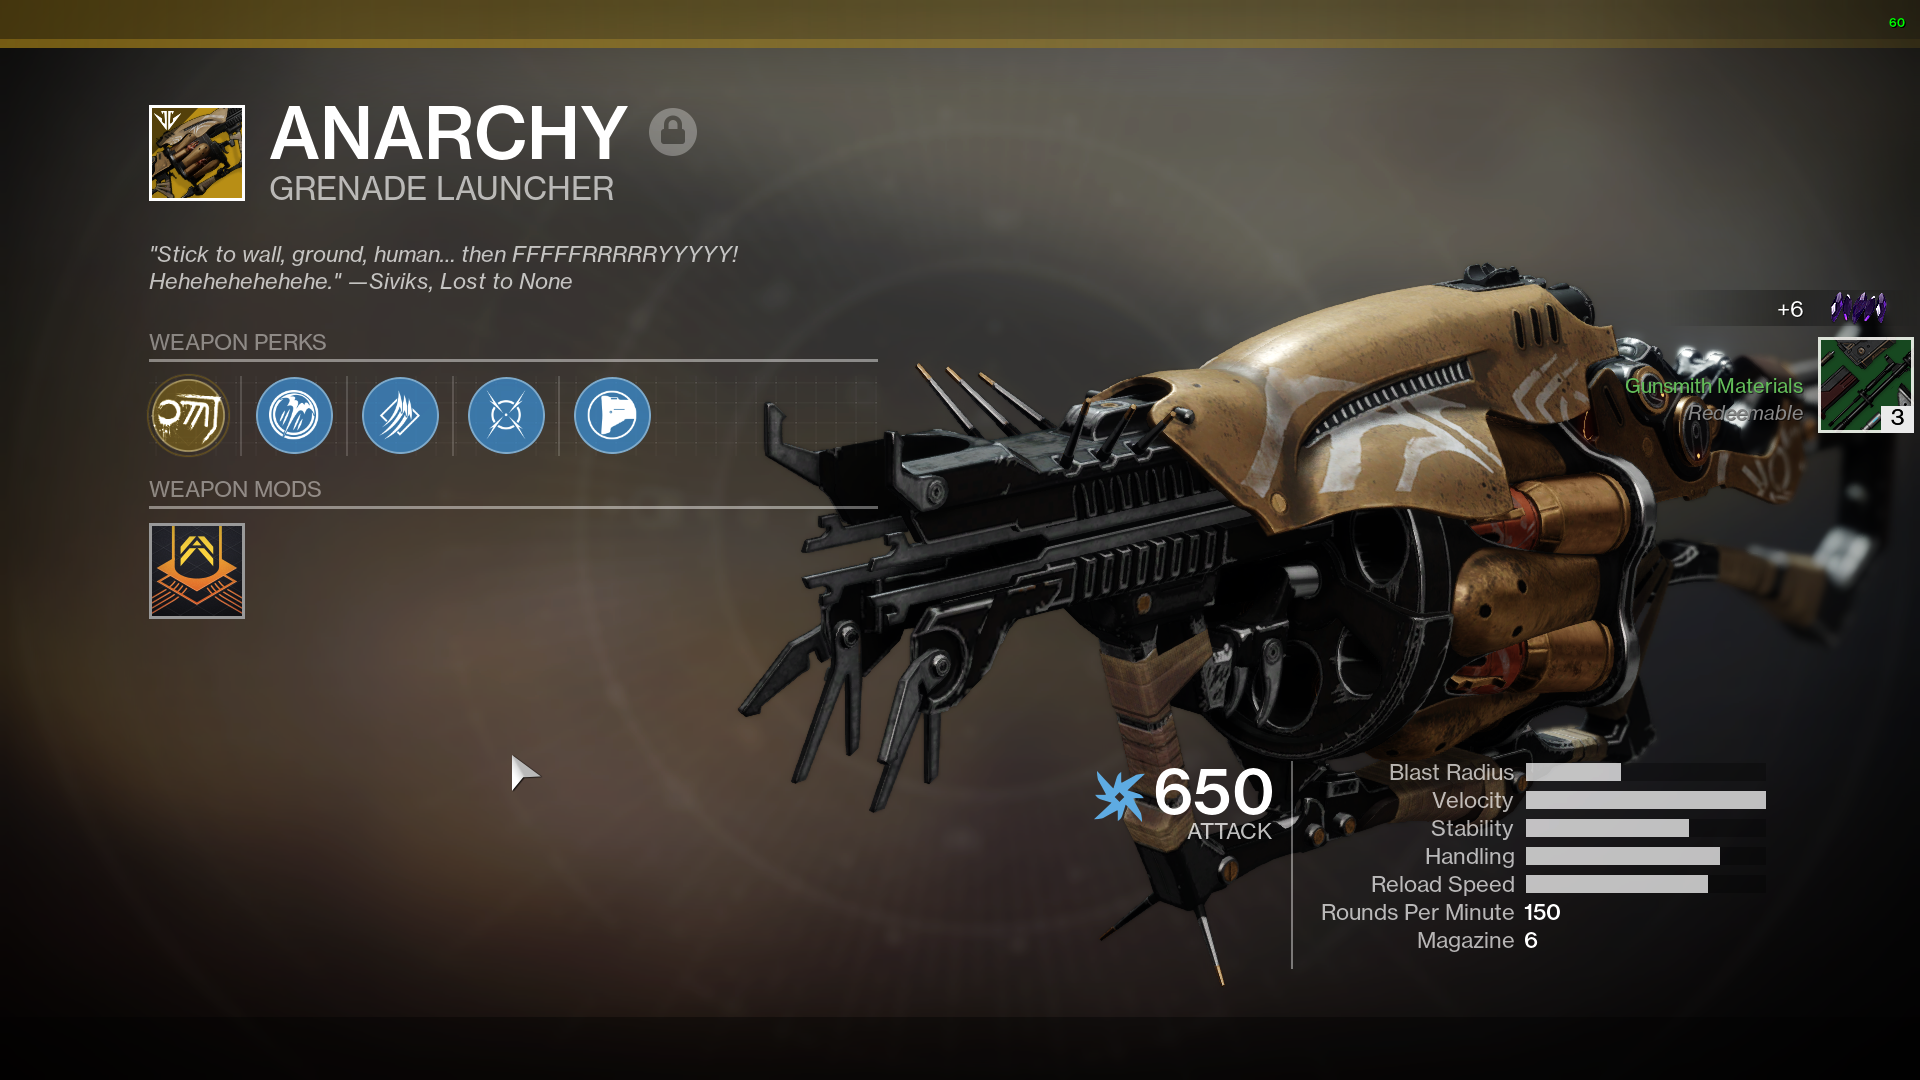 60
ANARCHY
GRENADE LAUNCHER
"Stick to wall, ground, human... then FFFFFRRRRRYYYYY!
Hehehehehehehe." —Siviks, Lost to None
WEAPON PERKS
WEAPON MODS
+6
Gunsmith Materials
Redeemable
3
650
ATTACK
Blast Radius
Velocity
Stability
Handling
Reload Speed
Rounds Per Minute 150
Magazine 6